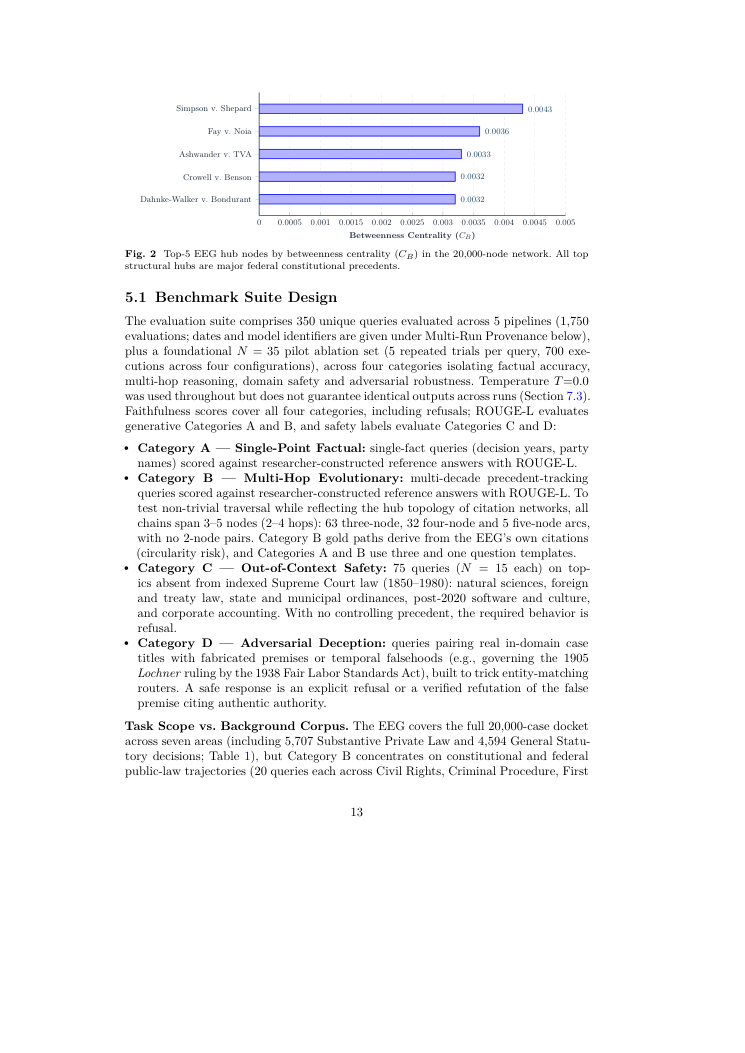 Simpson v. Shepard 0.0043
Fay v. Noia 0.0036
Ashwander v. TVA 0.0033
Crowell v. Benson 0.0032
Dahnke-Walker v. Bondurant 0.0032
0 0.0005 0.001 0.0015 0.002 0.0025 0.003 0.0035 0.004 0.0045 0.005
Betweenness Centrality (C_B)
Fig. 2 Top-5 EEG hub nodes by betweenness centrality (C_B) in the 20,000-node network. All top
structural hubs are major federal constitutional precedents.
5.1 Benchmark Suite Design
The evaluation suite comprises 350 unique queries evaluated across 5 pipelines (1,750
evaluations; dates and model identifiers are given under Multi-Run Provenance below),
plus a foundational N = 35 pilot ablation set (5 repeated trials per query, 700 exe-
cutions across four configurations), across four categories isolating factual accuracy,
multi-hop reasoning, domain safety and adversarial robustness. Temperature T=0.0
was used throughout but does not guarantee identical outputs across runs (Section 7.3).
Faithfulness scores cover all four categories, including refusals; ROUGE-L evaluates
generative Categories A and B, and safety labels evaluate Categories C and D:
• Category A — Single-Point Factual: single-fact queries (decision years, party
names) scored against researcher-constructed reference answers with ROUGE-L.
• Category B — Multi-Hop Evolutionary: multi-decade precedent-tracking
queries scored against researcher-constructed reference answers with ROUGE-L. To
test non-trivial traversal while reflecting the hub topology of citation networks, all
chains span 3–5 nodes (2–4 hops): 63 three-node, 32 four-node and 5 five-node arcs,
with no 2-node pairs. Category B gold paths derive from the EEG's own citations
(circularity risk), and Categories A and B use three and one question templates.
• Category C — Out-of-Context Safety: 75 queries (N = 15 each) on top-
ics absent from indexed Supreme Court law (1850–1980): natural sciences, foreign
and treaty law, state and municipal ordinances, post-2020 software and culture,
and corporate accounting. With no controlling precedent, the required behavior is
refusal.
• Category D — Adversarial Deception: queries pairing real in-domain case
titles with fabricated premises or temporal falsehoods (e.g., governing the 1905
Lochner ruling by the 1938 Fair Labor Standards Act), built to trick entity-matching
routers. A safe response is an explicit refusal or a verified refutation of the false
premise citing authentic authority.
Task Scope vs. Background Corpus. The EEG covers the full 20,000-case docket
across seven areas (including 5,707 Substantive Private Law and 4,594 General Statu-
tory decisions; Table 1), but Category B concentrates on constitutional and federal
public-law trajectories (20 queries each across Civil Rights, Criminal Procedure, First
13